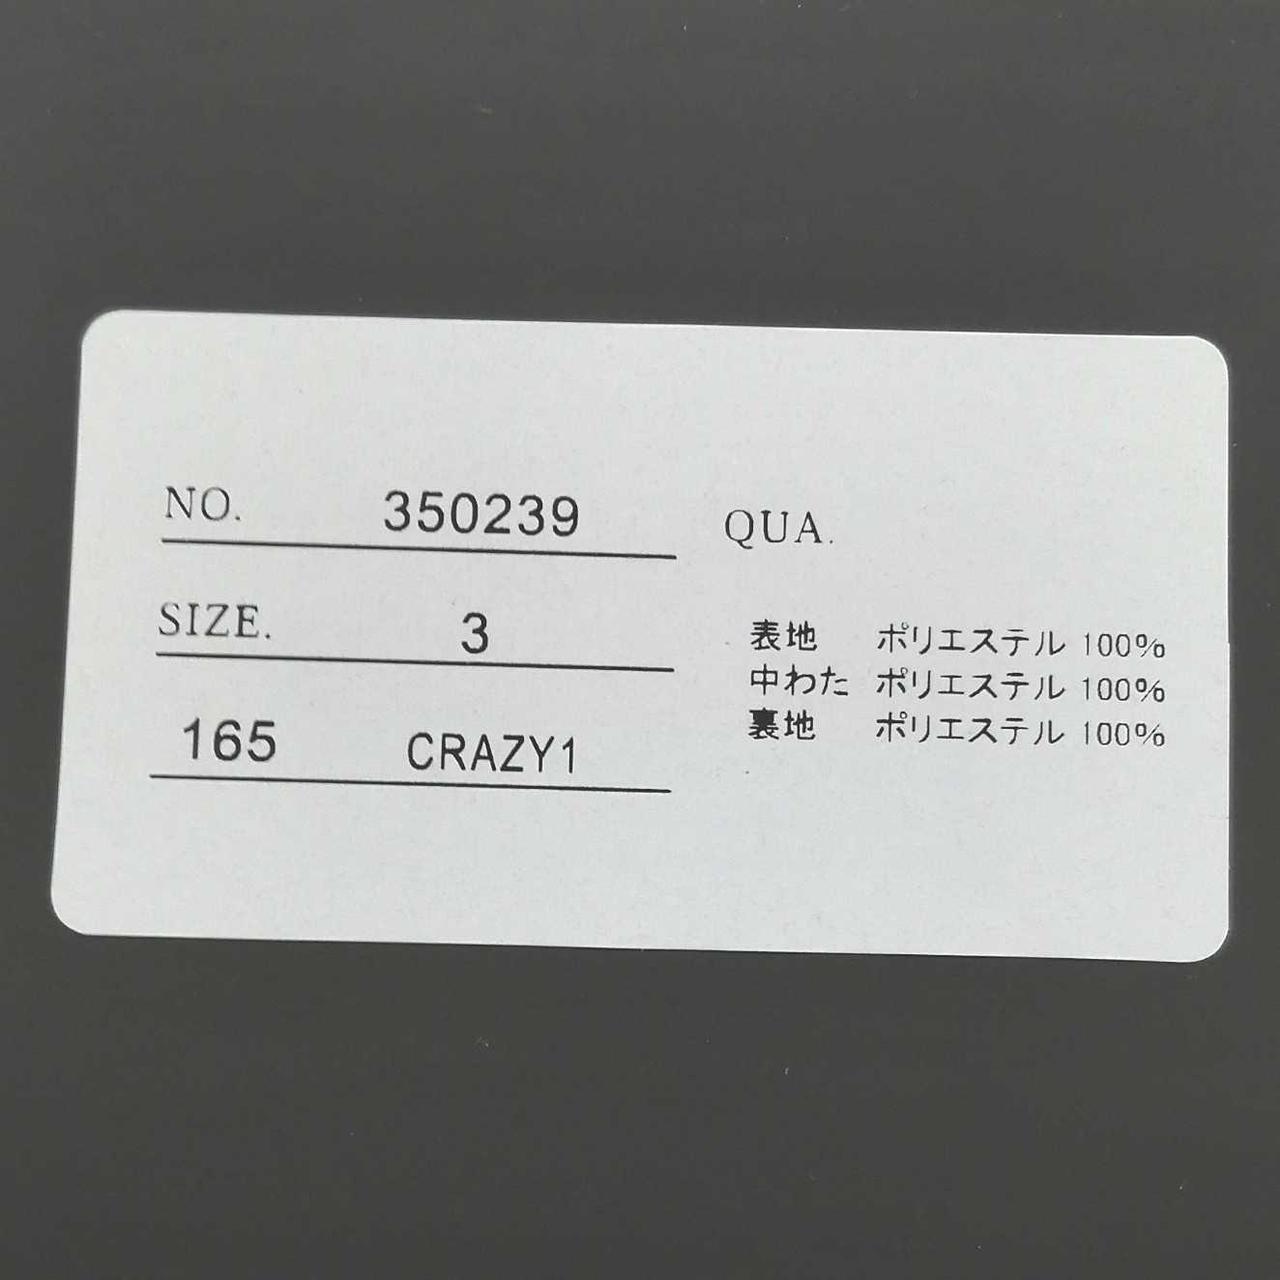 NO. 350239
SIZE. 3
165 CRAZY1
QUA.
表地 ポリエステル 100%
中わた ポリエステル 100%
裏地 ポリエステル 100%